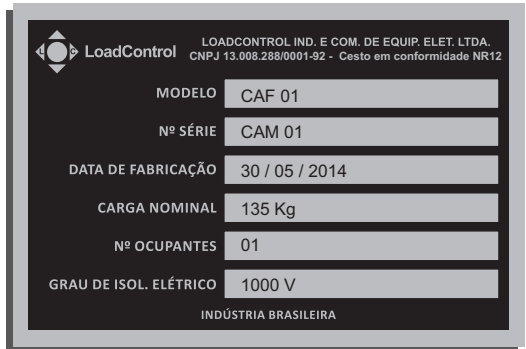 L C LoadControl
LOADCONTROL IND. E COM. DE EQUIP. ELET. LTDA.
CNPJ 13.008.288/0001-92 - Cesto em conformidade NR12
MODELO CAF 01
Nº SÉRIE CAM 01
DATA DE FABRICAÇÃO 30 / 05 / 2014
CARGA NOMINAL 135 Kg
Nº OCUPANTES 01
GRAU DE ISOL. ELÉTRICO 1000 V
INDÚSTRIA BRASILEIRA